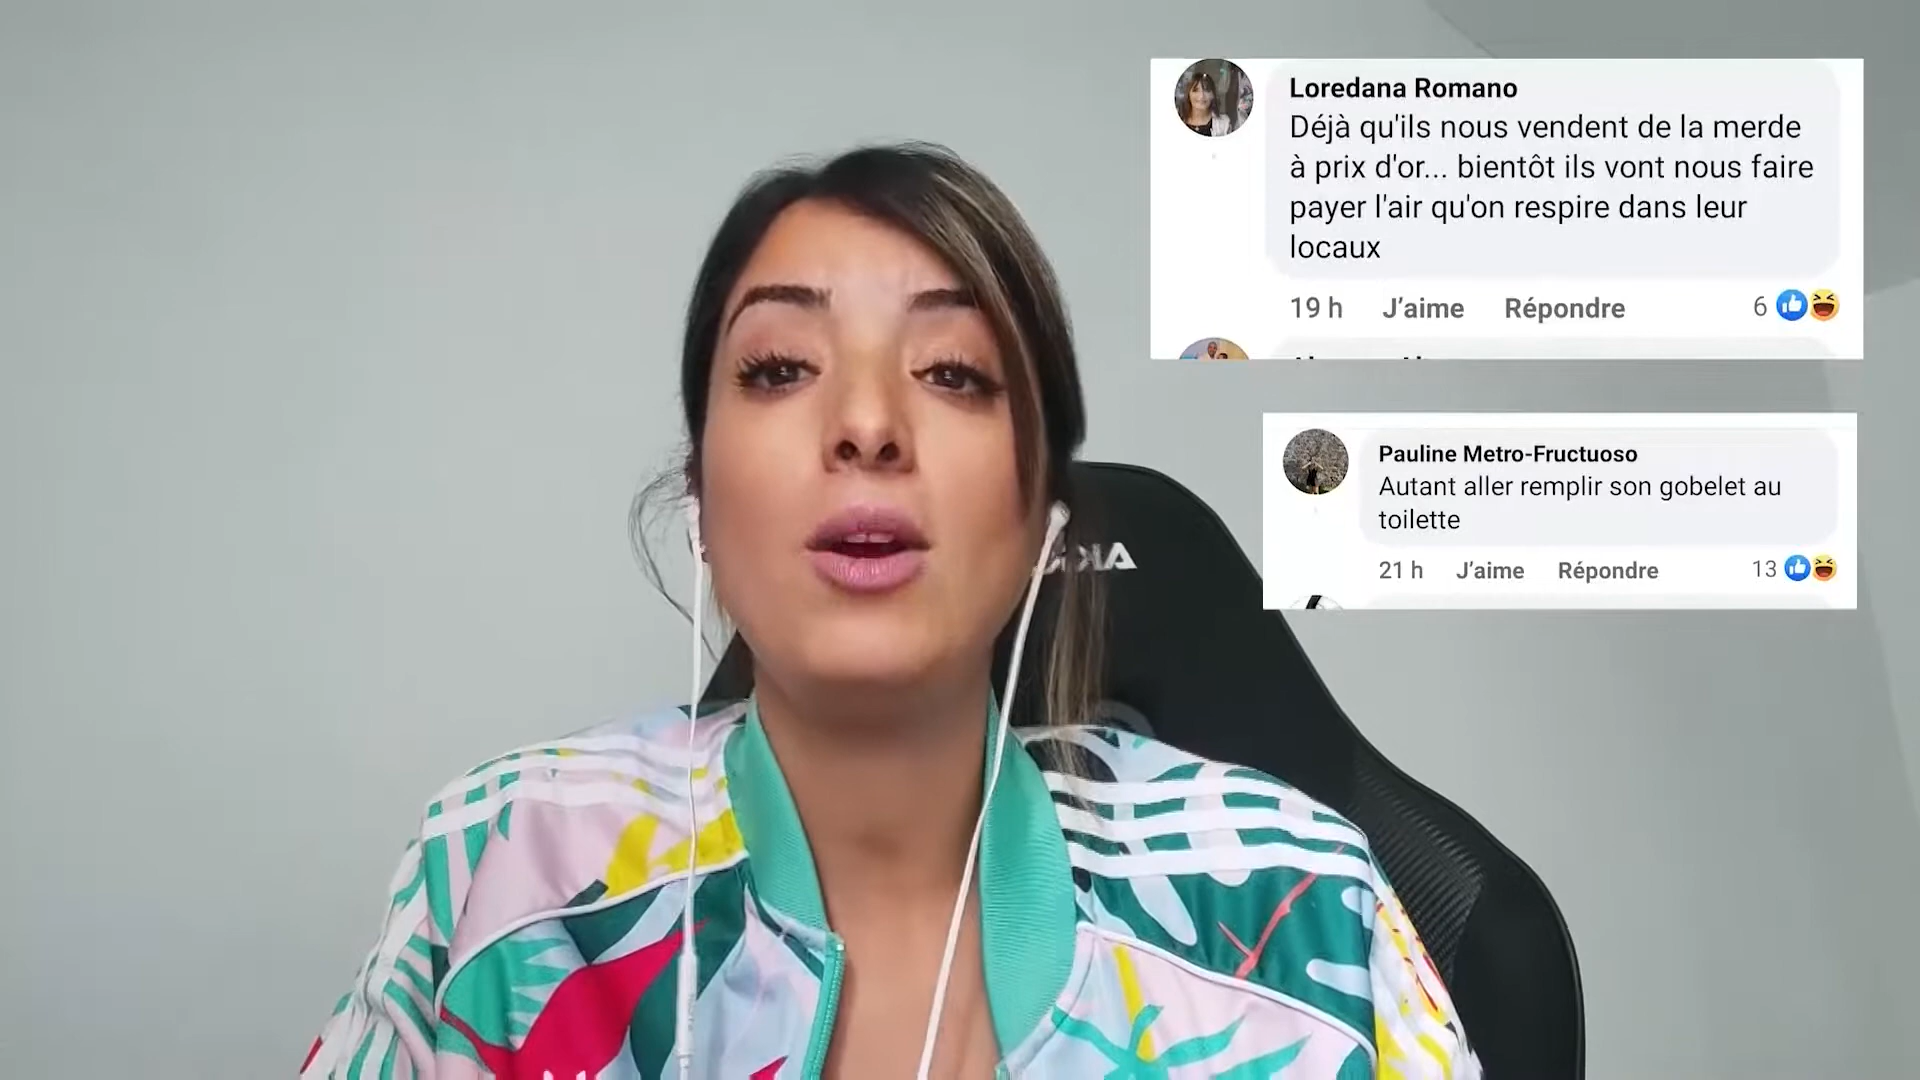 Loredana Romano
Déjà qu'ils nous vendent de la merde
à prix d'or... bientôt ils vont nous faire
payer l'air qu'on respire dans leur
locaux
19 h J’aime Répondre 6
Pauline Metro-Fructuoso
Autant aller remplir son gobelet au
toilette
21 h J’aime Répondre 13